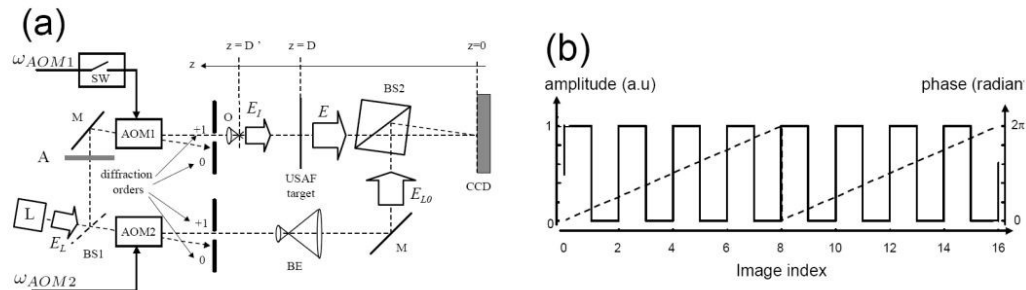 (a)
ω_AOM1
SW
M
AOM1
A
+1
0
diffraction
orders
L
E_L
BS1
AOM2
+1
0
ω_AOM2
z
z = D '
z = D
z=0
O
E_I
E
BS2
USAF
target
CCD
E_L0
BE
M
(b)
amplitude (a.u)
phase (radian
1
0
2π
0
0 2 4 6 8 10 12 14 16
Image index